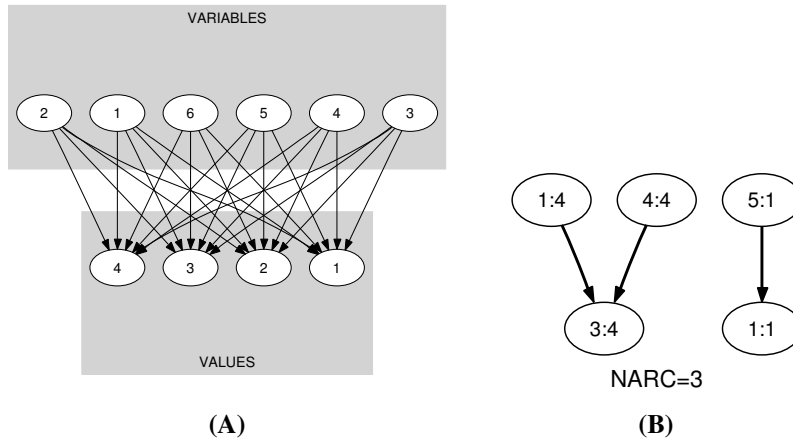 VARIABLES
2 1 6 5 4 3
4 3 2 1
VALUES
1:4 4:4 5:1
3:4 1:1
NARC=3
(A) (B)